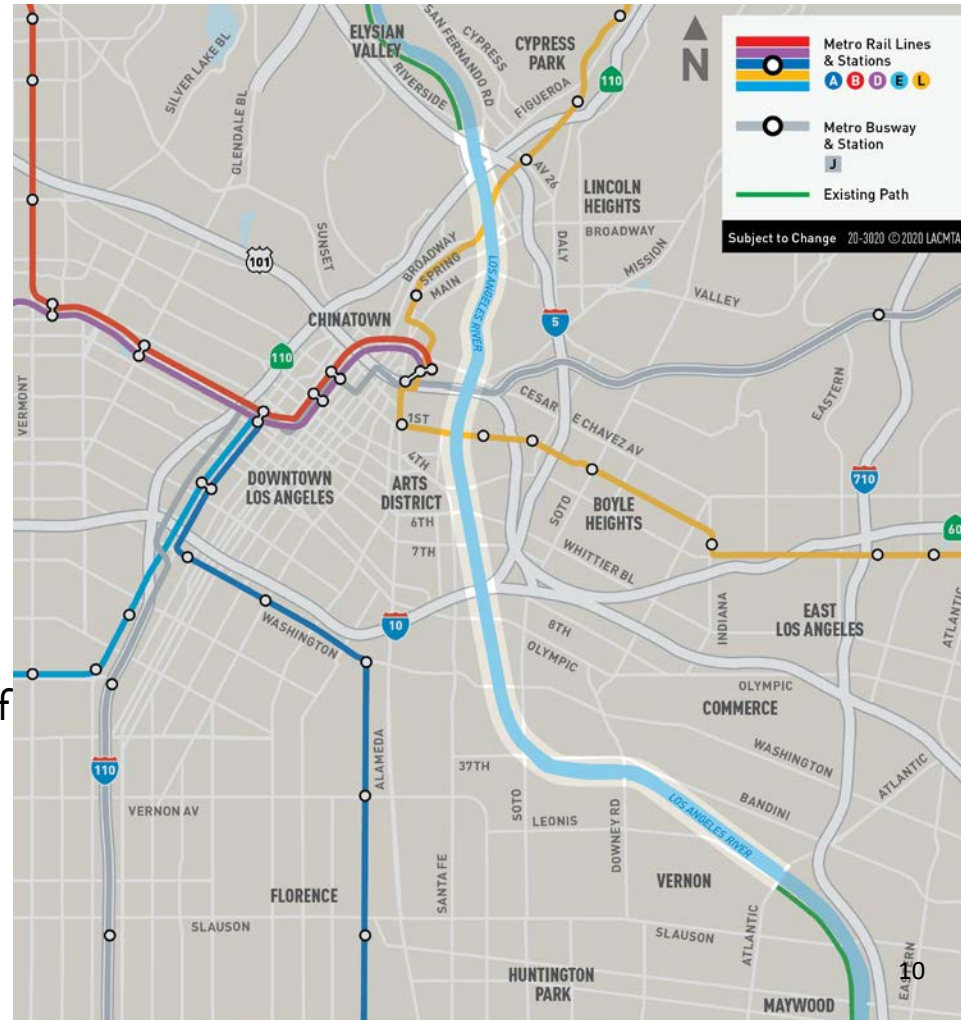 ELYSIAN
VALLEY
SAN FERNANDO RD
CYPRESS
CYPRESS
PARK
N
110
RIVERSIDE
FIGUEROA
SILVER LAKE BL
GLENDALE BL
AV 26
Metro Rail Lines
& Stations
A B D E L
Metro Busway
& Station
J
Existing Path
Subject to Change 20-3020 © 2020 LACMTA
LINCOLN
HEIGHTS
BROADWAY
DALY
MISSION
SUNSET
101
BROADWAY
SPRING
MAIN
LOS ANGELES RIVER
VALLEY
CHINATOWN
5
110
VERMONT
EASTERN
CESAR E CHAVEZ AV
1ST
4TH
DOWNTOWN
LOS ANGELES
ARTS
DISTRICT
6TH
7TH
SOTO
BOYLE
HEIGHTS
WHITTIER BL
710
60
WASHINGTON
10
8TH
OLYMPIC
INDIANA
EAST
LOS ANGELES
ATLANTIC
OLYMPIC
COMMERCE
f
WASHINGTON
ATLANTIC
110
ALAMEDA
37TH
SOTO
LEONIS
DOWNEY RD
LOS ANGELES RIVER
BANDINI
VERNON AV
FLORENCE
SANTA FE
VERNON
SLAUSON
SLAUSON
ATLANTIC
EASTERN
10
HUNTINGTON
PARK
MAYWOOD